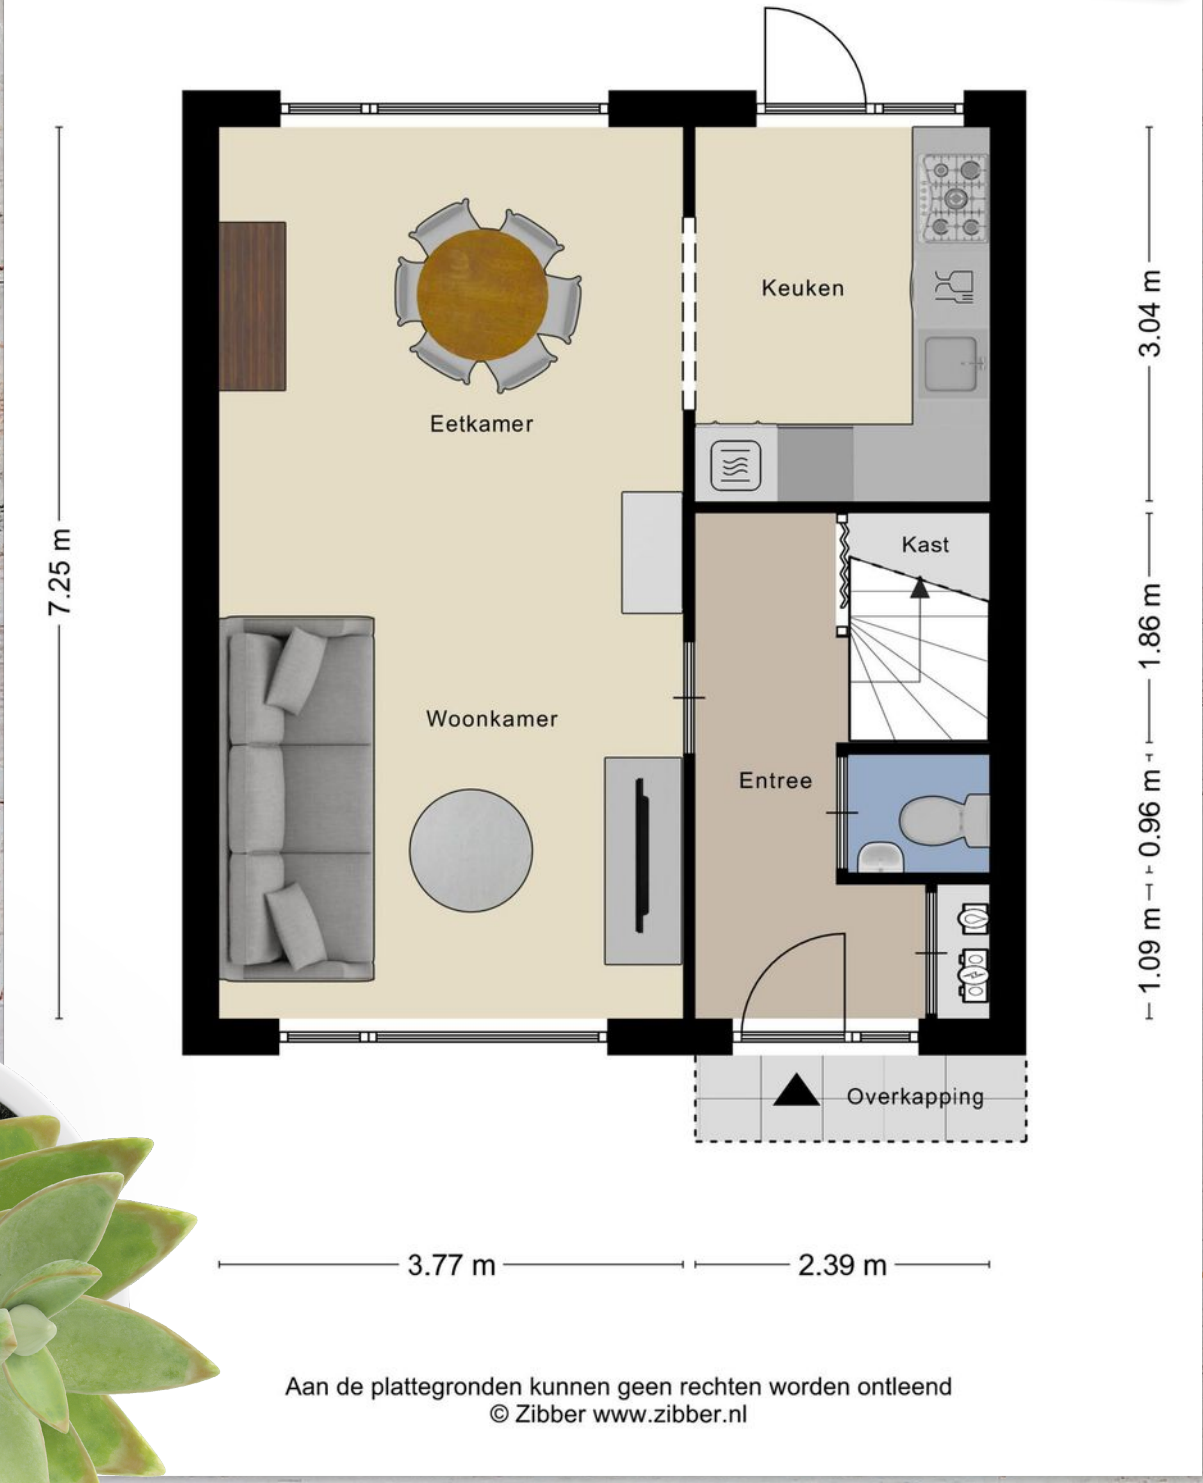 Keuken
3.04 m
Eetkamer
Kast
7.25 m
1.86 m
Woonkamer
Entree
0.96 m
1.09 m
Overkapping
3.77 m
2.39 m
Aan de plattegronden kunnen geen rechten worden ontleend
© Zibber www.zibber.nl